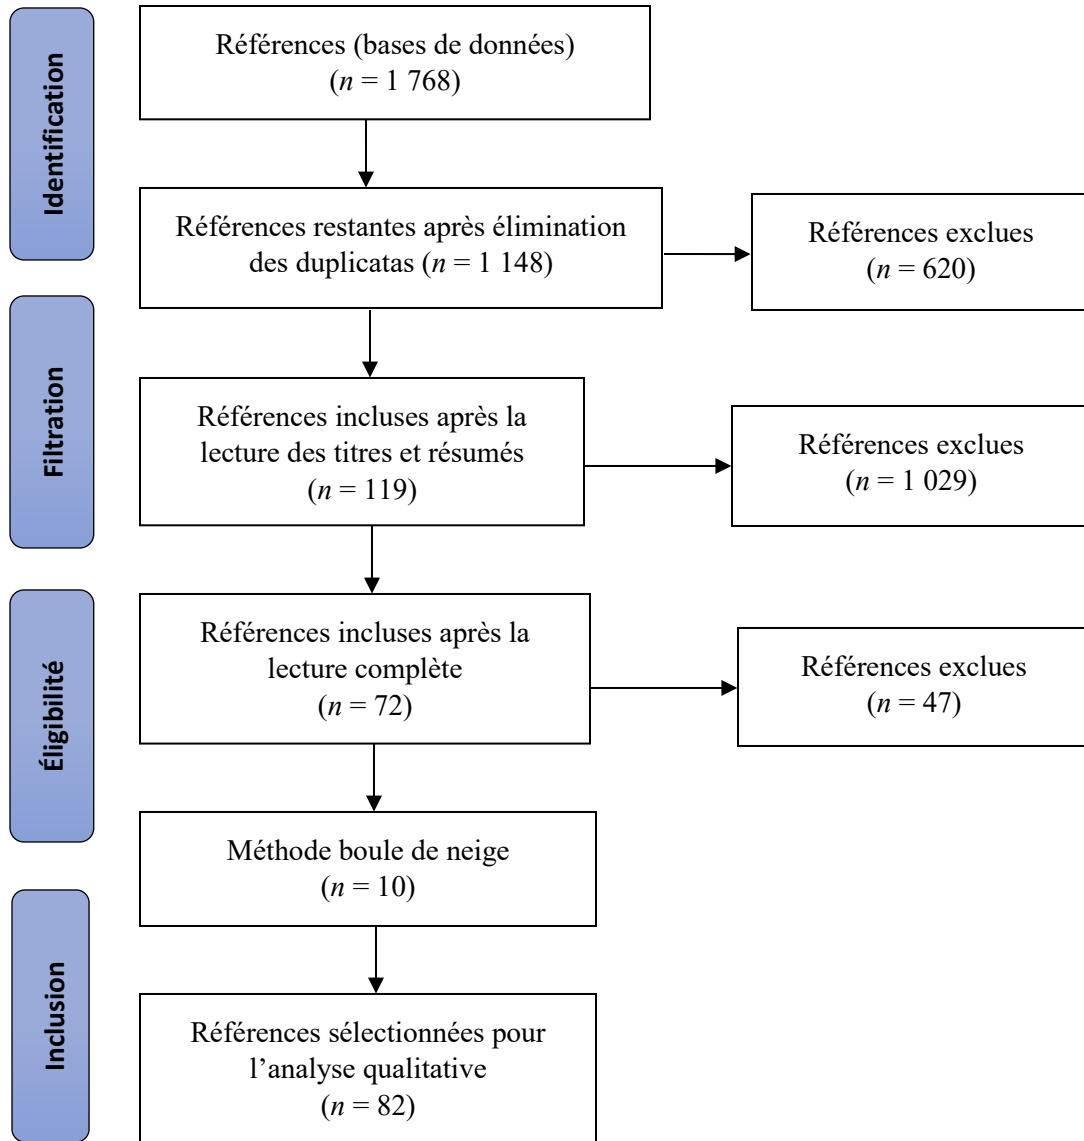 Identification
Références (bases de données)
(n = 1 768)
Références restantes après élimination
des duplicatas (n = 1 148)
Références exclues
(n = 620)
Filtration
Références incluses après la
lecture des titres et résumés
(n = 119)
Références exclues
(n = 1 029)
Éligibilité
Références incluses après la
lecture complète
(n = 72)
Références exclues
(n = 47)
Méthode boule de neige
(n = 10)
Inclusion
Références sélectionnées pour
l’analyse qualitative
(n = 82)